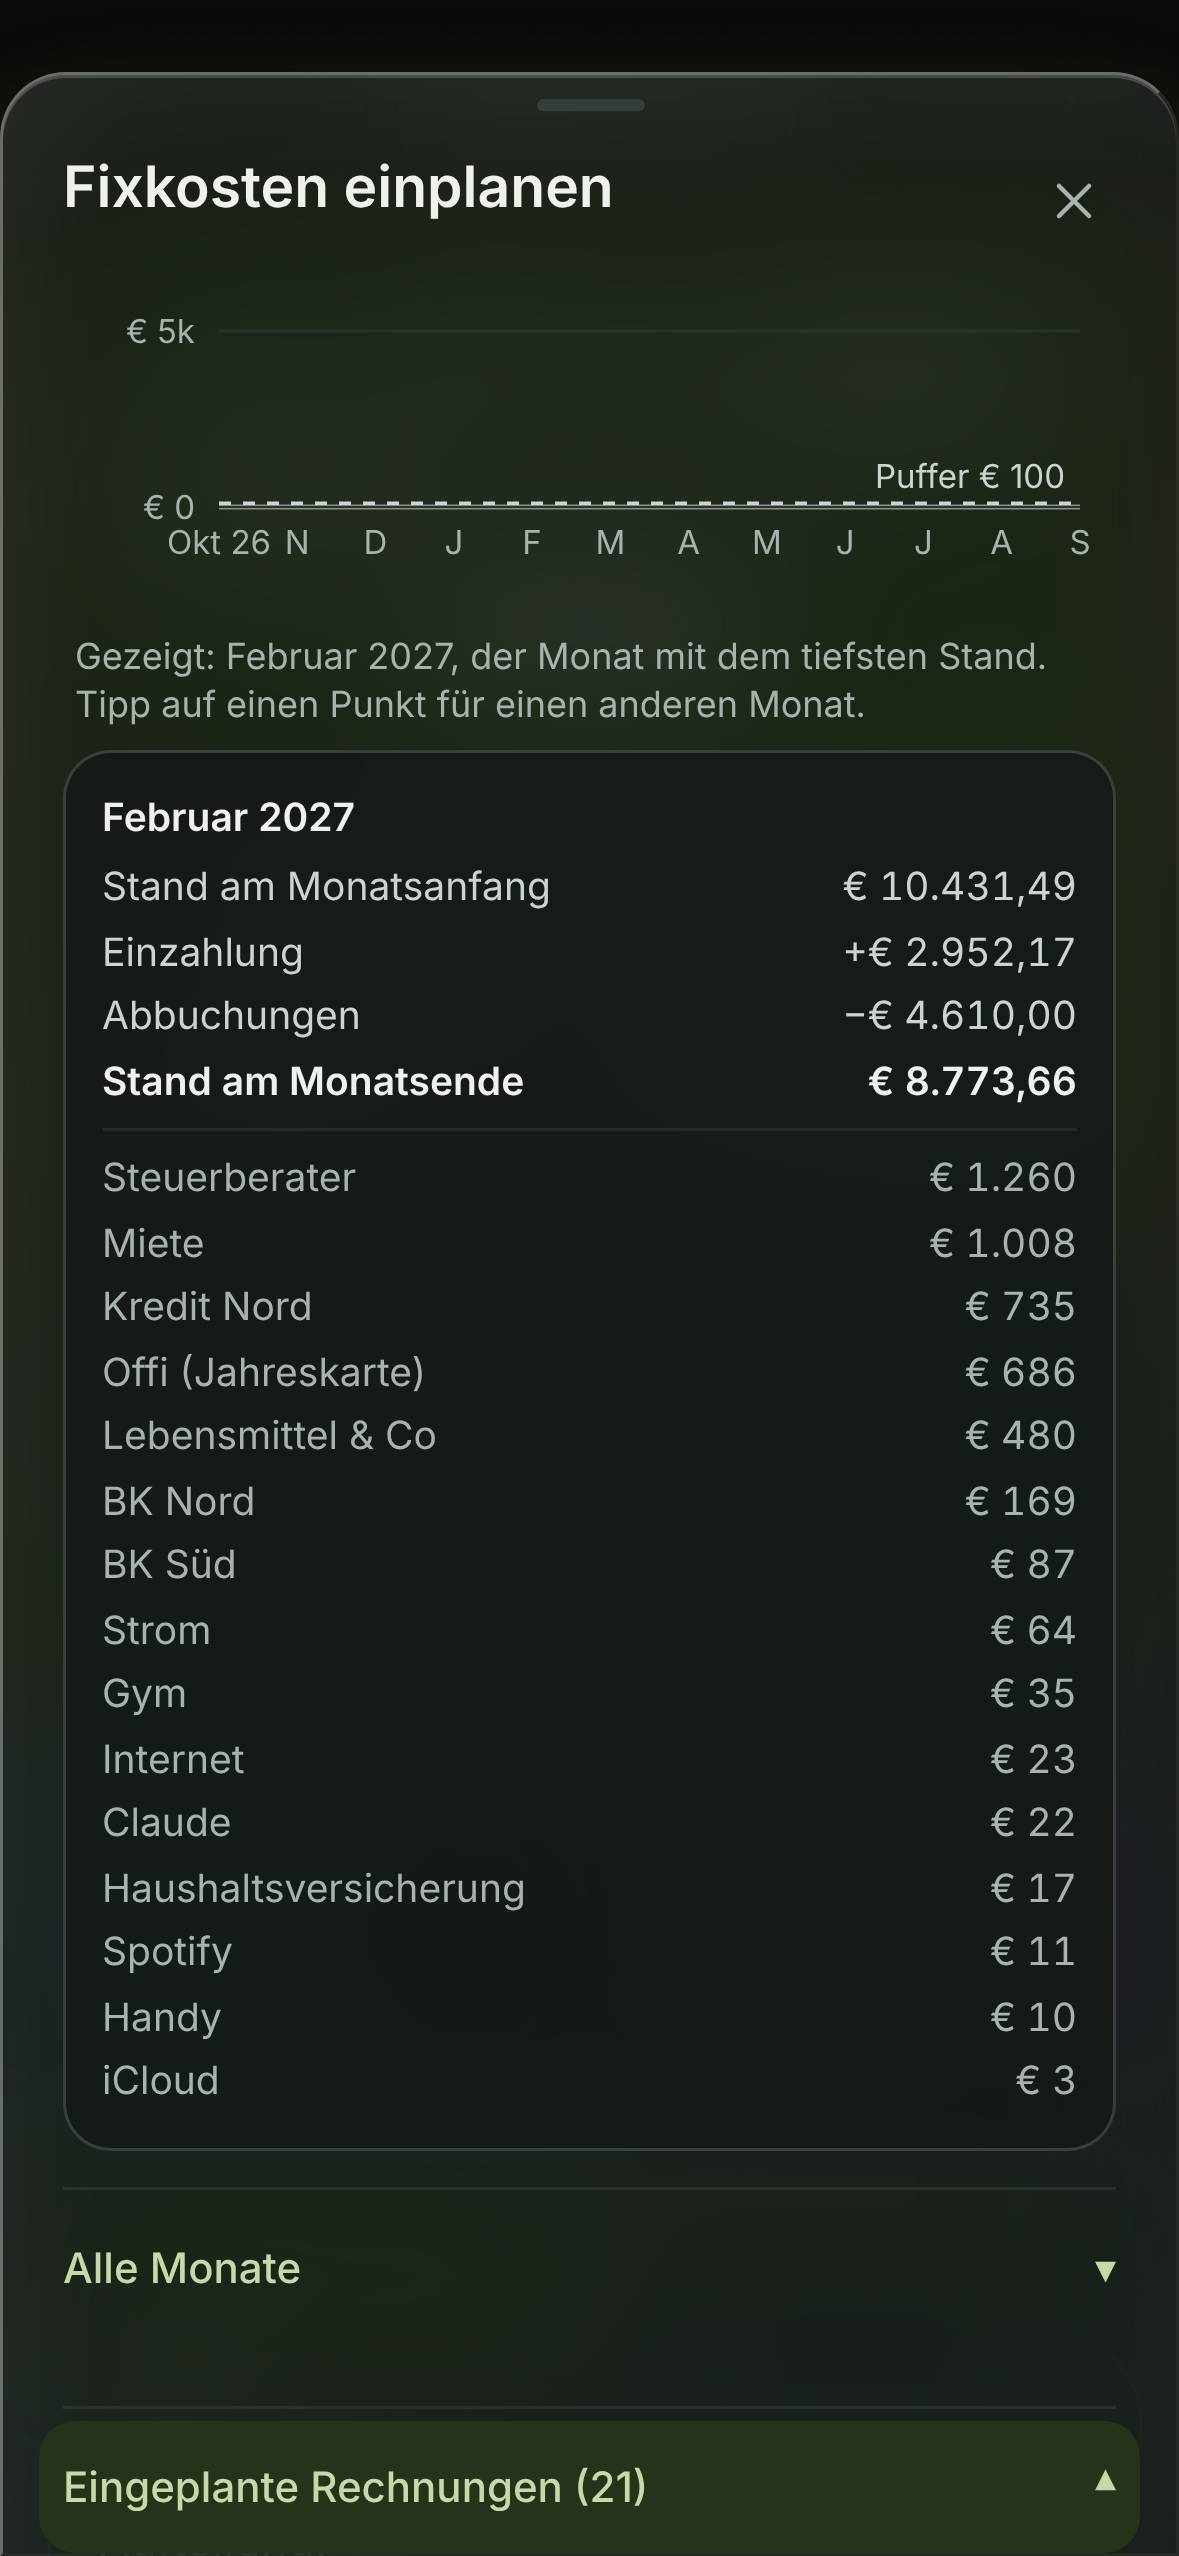 Fixkosten einplanen
€ 5k
Puffer € 100
€ 0
Okt 26 N D J F M A M J J A S
Gezeigt: Februar 2027, der Monat mit dem tiefsten Stand.
Tipp auf einen Punkt für einen anderen Monat.
Februar 2027
Stand am Monatsanfang € 10.431,49
Einzahlung +€ 2.952,17
Abbuchungen −€ 4.610,00
Stand am Monatsende € 8.773,66
Steuerberater € 1.260
Miete € 1.008
Kredit Nord € 735
Offi (Jahreskarte) € 686
Lebensmittel & Co € 480
BK Nord € 169
BK Süd € 87
Strom € 64
Gym € 35
Internet € 23
Claude € 22
Haushaltsversicherung € 17
Spotify € 11
Handy € 10
iCloud € 3
Alle Monate ▼
Eingeplante Rechnungen (21) ▲